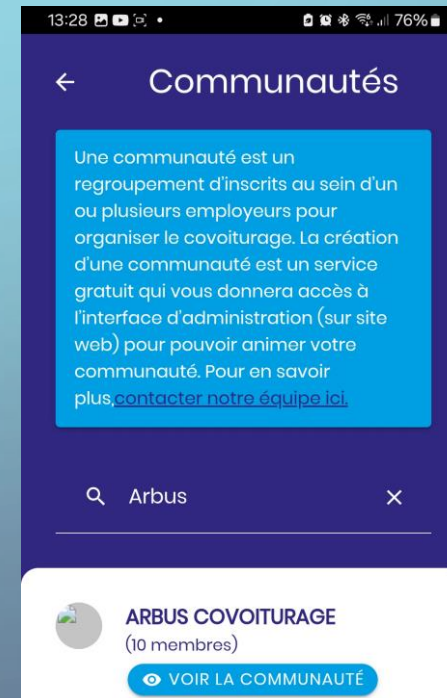 13:28
76%
Communautés
Une communauté est un
regroupement d'inscrits au sein d'un
ou plusieurs employeurs pour
organiser le covoiturage. La création
d'une communauté est un service
gratuit qui vous donnera accès à
l'interface d'administration (sur site
web) pour pouvoir animer votre
communauté. Pour en savoir
plus,contacter notre équipe ici.
Arbus
ARBUS COVOITURAGE
(10 membres)
VOIR LA COMMUNAUTÉ